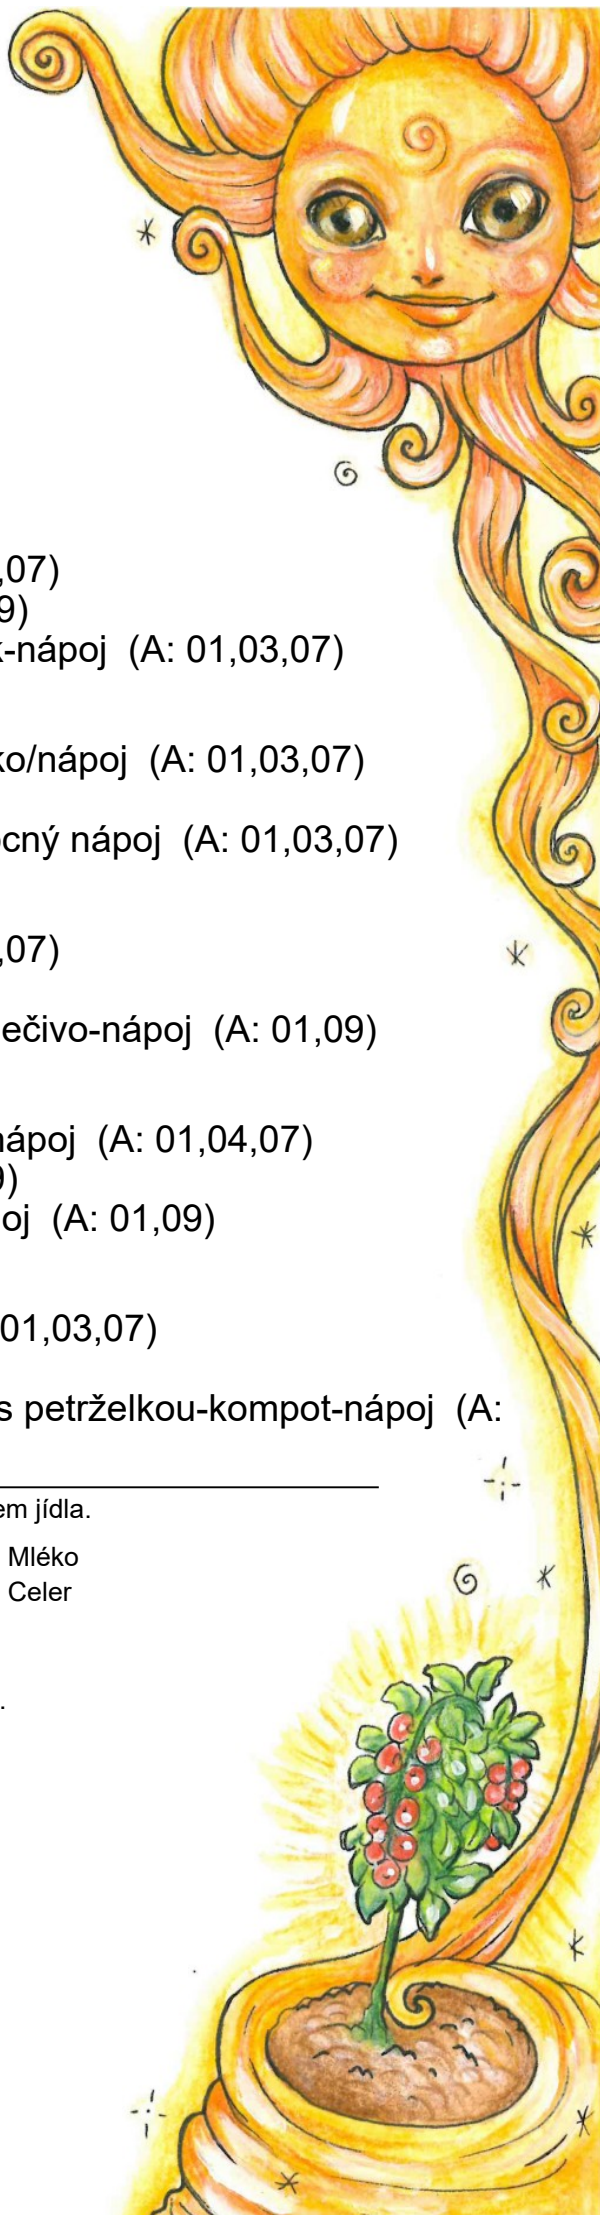 ,07)
9)
k-nápoj (A: 01,03,07)
ko/nápoj (A: 01,03,07)
ocný nápoj (A: 01,03,07)
,07)
ečivo-nápoj (A: 01,09)
nápoj (A: 01,04,07)
9)
oj (A: 01,09)
01,03,07)
s petrželkou-kompot-nápoj (A:
em jídla.
Mléko
Celer
.